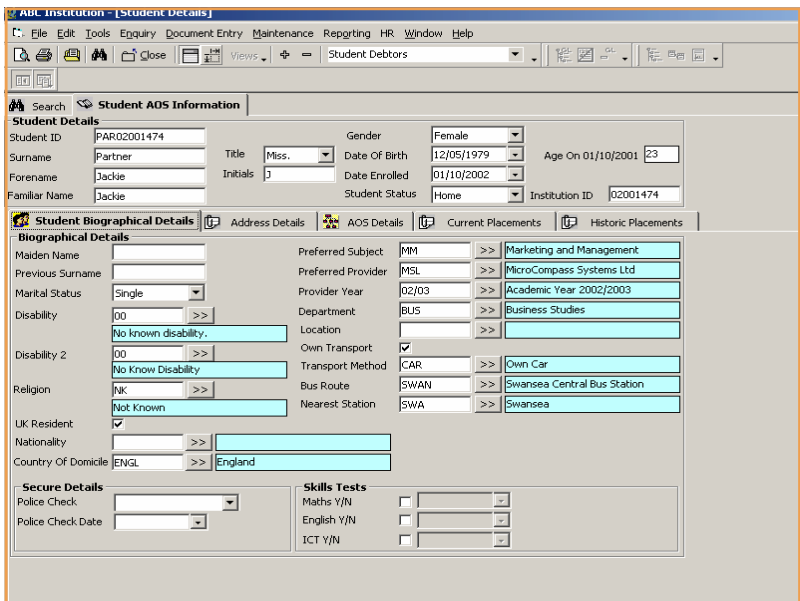 ABC Institution - [Student Details]
File Edit Tools Enquiry Document Entry Maintenance Reporting HR Window Help
Close Views Student Debtors
GL
Search Student AOS Information
Student Details
Student ID PAR02001474 Gender Female
Surname Partner Title Miss. Date Of Birth 12/05/1979 Age On 01/10/2001 23
Forename Jackie Initials J Date Enrolled 01/10/2002
Familiar Name Jackie Student Status Home Institution ID 02001474
Student Biographical Details Address Details AOS Details Current Placements Historic Placements
Biographical Details
Maiden Name Preferred Subject MM >> Marketing and Management
Previous Surname Preferred Provider MSL >> MicroCompass Systems Ltd
Marital Status Single Provider Year 02/03 >> Academic Year 2002/2003
Disability 00 >> Department BUS >> Business Studies
No known disability. Location >>
Disability 2 00 >> Own Transport
No Know Disability Transport Method CAR >> Own Car
Religion NK >> Bus Route SWAN >> Swansea Central Bus Station
Not Known Nearest Station SWA >> Swansea
UK Resident
Nationality >>
Country Of Domicile ENGL >> England
Secure Details Skills Tests
Police Check Maths Y/N
Police Check Date English Y/N
ICT Y/N